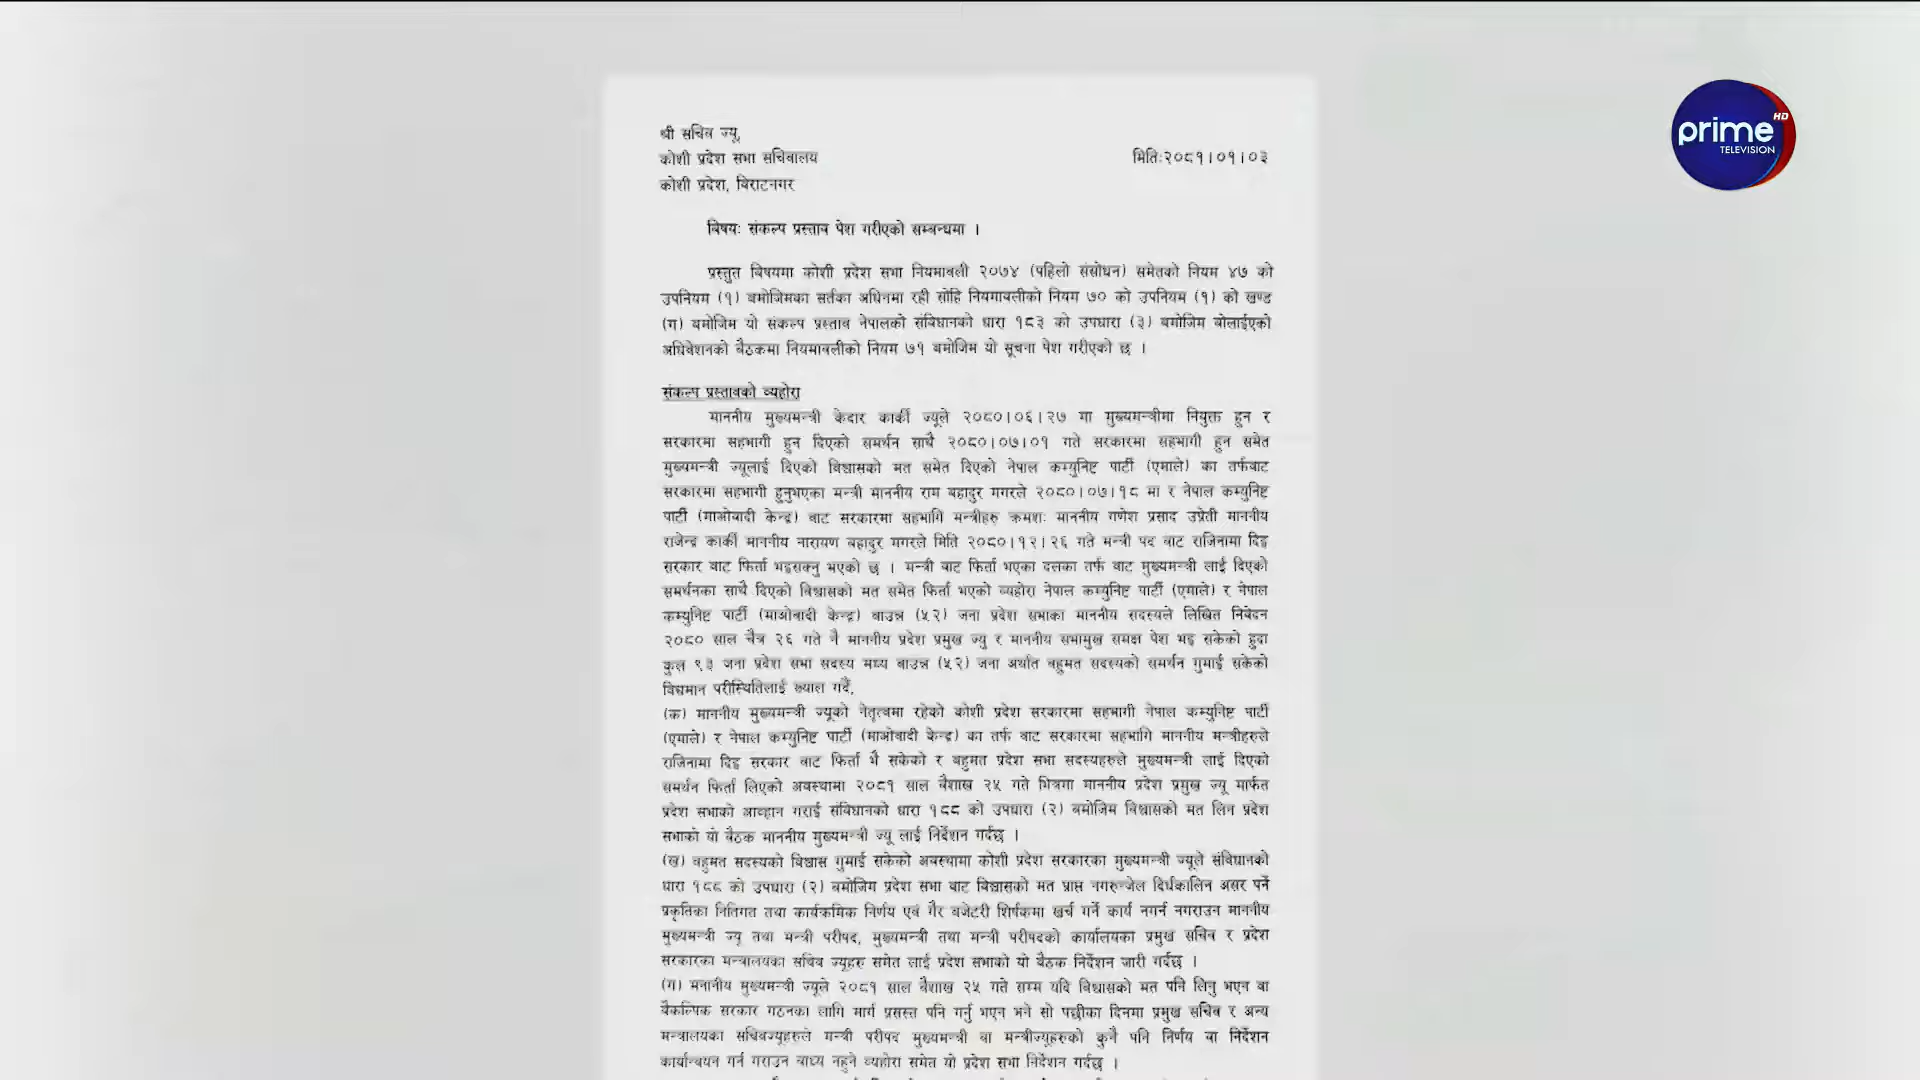 श्री सचिव ज्यू,
कोशी प्रदेश सभा सचिवालय
मिति:२०८१।०१।०३
कोशी प्रदेश, विराटनगर
prime HD
TELEVISION
विषय: संकल्प प्रस्ताव पेश गरीएको सम्बन्धमा ।
प्रस्तुत विषयमा कोशी प्रदेश सभा नियमावली २०७४ (पहिलो संसोधन) समेतको नियम ४७ को
उपनियम (१) बमोजिमका सर्तका अधिनमा रही सोहि नियमावलीको नियम ७० को उपनियम (१) को खण्ड
(ग) बमोजिम यो संकल्प प्रस्ताव नेपालको संविधानको धारा १८३ को उपधारा (३) बमोजिम बोलाईएको
अधिवेशनको बैठकमा नियमावलीको नियम ७१ बमोजिम यो सूचना पेश गरीएको छ ।
संकल्प प्रस्तावको व्यहोरा
माननीय मुख्यमन्त्री केदार कार्की ज्यूले २०८०।०६।२७ मा मुख्यमन्त्रीमा नियुक्त हुन र
सरकारमा सहभागी हुन दिएको समर्थन साथै २०८०।०७।०१ गते सरकारमा सहभागी हुन समेत
मुख्यमन्त्री ज्यूलाई दिएको विश्वासको मत समेत दिएको नेपाल कम्युनिष्ट पार्टी (एमाले) का तर्फबाट
सरकारमा सहभागी हुनुभएका मन्त्री माननीय राम बहादुर मगरले २०८०।०७।१८ मा र नेपाल कम्युनिष्ट
पार्टी (माओवादी केन्द्र) बाट सरकारमा सहभागि मन्त्रीहरु क्रमश: माननीय गणेश प्रसाद उप्रेती माननीय
राजेन्द्र कार्की माननीय नारायण बहादुर मगरले मिति २०८०।१२।२६ गते मन्त्री पद बाट राजिनामा दिइ
सरकार बाट फिर्ता भइसक्नु भएको छ । मन्त्री बाट फिर्ता भएका दलका तर्फ बाट मुख्यमन्त्री लाई दिएको
समर्थनका साथै दिएको विश्वासको मत समेत फिर्ता भएको व्यहोरा नेपाल कम्युनिष्ट पार्टी (एमाले) र नेपाल
कम्युनिष्ट पार्टी (माओवादी केन्द्र) बाउन्न (५२) जना प्रदेश सभाका माननीय सदस्यले लिखित निवेदन
२०८० साल चैत्र २६ गते नै माननीय प्रदेश प्रमुख ज्यु र माननीय सभामुख समक्ष पेश भइ सकेको हुदा
कुल ९३ जना प्रदेश सभा सदस्य मध्य बाउन्न (५२) जना अर्थात बहुमत सदस्यको समर्थन गुमाई सकेको
विद्यमान परीस्थितिलाई ख्याल गर्दै,
(क) माननीय मुख्यमन्त्री ज्यूको नेतृत्वमा रहेको कोशी प्रदेश सरकारमा सहभागी नेपाल कम्युनिष्ट पार्टी
(एमाले) र नेपाल कम्युनिष्ट पार्टी (माओवादी केन्द्र) का तर्फ बाट सरकारमा सहभागि माननीय मन्त्रीहरुले
राजिनामा दिइ सरकार बाट फिर्ता भै सकेको र बहुमत प्रदेश सभा सदस्यहरुले मुख्यमन्त्री लाई दिएको
समर्थन फिर्ता लिएको अवस्थामा २०८१ साल बैशाख २५ गते भित्रमा माननीय प्रदेश प्रमुख ज्यू मार्फत
प्रदेश सभाको आव्हान गराई संविधानको धारा १८८ को उपधारा (२) बमोजिम विश्वासको मत लिन प्रदेश
सभाको यो बैठक माननीय मुख्यमन्त्री ज्यू लाई निर्देशन गर्दछ ।
(ख) बहुमत सदस्यको विश्वास गुमाई सकेको अवस्थामा कोशी प्रदेश सरकारका मुख्यमन्त्री ज्यूले संविधानको
धारा १८८ को उपधारा (२) बमोजिम प्रदेश सभा बाट विश्वासको मत प्राप्त नगरुन्जेल दिर्धकालिन असर पर्ने
प्रकृतिका नितिगत तथा कार्यक्रमिक निर्णय एवं गैर बजेटरी शिर्षकमा खर्च गर्ने कार्य नगर्न नगराउन माननीय
मुख्यमन्त्री ज्यू तथा मन्त्री परीषद, मुख्यमन्त्री तथा मन्त्री परीषदको कार्यालयका प्रमुख सचिव र प्रदेश
सरकारका मन्त्रालयका सचिव ज्यूहरु समेत लाई प्रदेश सभाको यो बैठक निर्देशन जारी गर्दछ ।
(ग) मनानीय मुख्यमन्त्री ज्यूले २०८१ साल बैशाख २५ गते सम्म यदि विश्वासको मत पनि लिनु भएन वा
बैकल्पिक सरकार गठनका लागि मार्ग प्रसस्त पनि गर्नु भएन भने सो पछीका दिनमा प्रमुख सचिव र अन्य
मन्त्रालयका सचिवज्यूहरुले मन्त्री परीषद मुख्यमन्त्री वा मन्त्रीज्यूहरुको कुनै पनि निर्णय वा निर्देशन
कार्यान्वयन गर्न गराउन बाध्य नहुने व्यहोरा समेत यो प्रदेश सभा निर्देशन गर्दछ ।